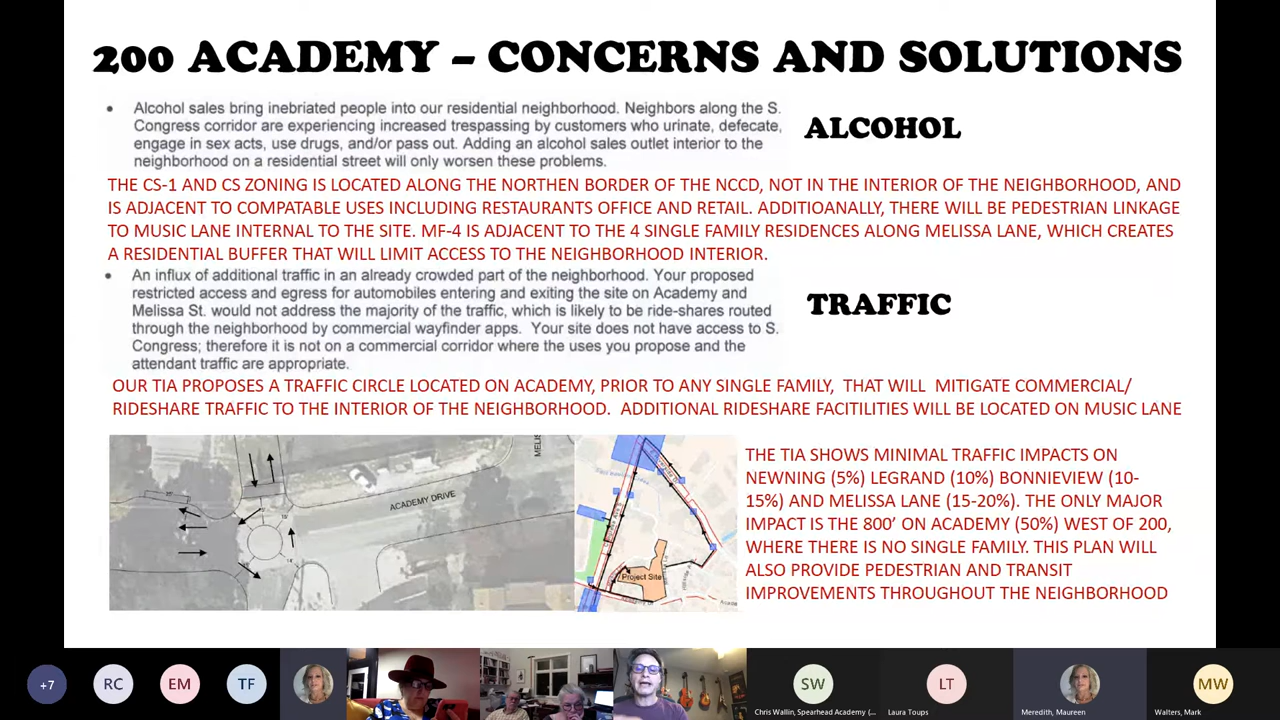 200 ACADEMY – CONCERNS AND SOLUTIONS
• Alcohol sales bring inebriated people into our residential neighborhood. Neighbors along the S.
Congress corridor are experiencing increased trespassing by customers who urinate, defecate,
engage in sex acts, use drugs, and/or pass out. Adding an alcohol sales outlet interior to the
neighborhood on a residential street will only worsen these problems.
ALCOHOL
THE CS-1 AND CS ZONING IS LOCATED ALONG THE NORTHEN BORDER OF THE NCCD, NOT IN THE INTERIOR OF THE NEIGHBORHOOD, AND
IS ADJACENT TO COMPATABLE USES INCLUDING RESTAURANTS OFFICE AND RETAIL. ADDITIOANALLY, THERE WILL BE PEDESTRIAN LINKAGE
TO MUSIC LANE INTERNAL TO THE SITE. MF-4 IS ADJACENT TO THE 4 SINGLE FAMILY RESIDENCES ALONG MELISSA LANE, WHICH CREATES
A RESIDENTIAL BUFFER THAT WILL LIMIT ACCESS TO THE NEIGHBORHOOD INTERIOR.
• An influx of additional traffic in an already crowded part of the neighborhood. Your proposed
restricted access and egress for automobiles entering and exiting the site on Academy and
Melissa St. would not address the majority of the traffic, which is likely to be ride-shares routed
through the neighborhood by commercial wayfinder apps. Your site does not have access to S.
Congress; therefore it is not on a commercial corridor where the uses you propose and the
attendant traffic are appropriate.
TRAFFIC
OUR TIA PROPOSES A TRAFFIC CIRCLE LOCATED ON ACADEMY, PRIOR TO ANY SINGLE FAMILY, THAT WILL MITIGATE COMMERCIAL/
RIDESHARE TRAFFIC TO THE INTERIOR OF THE NEIGHBORHOOD. ADDITIONAL RIDESHARE FACITILITIES WILL BE LOCATED ON MUSIC LANE
MELIS
ACADEMY DRIVE
Project Site
THE TIA SHOWS MINIMAL TRAFFIC IMPACTS ON
NEWNING (5%) LEGRAND (10%) BONNIEVIEW (10-
15%) AND MELISSA LANE (15-20%). THE ONLY MAJOR
IMPACT IS THE 800' ON ACADEMY (50%) WEST OF 200,
WHERE THERE IS NO SINGLE FAMILY. THIS PLAN WILL
ALSO PROVIDE PEDESTRIAN AND TRANSIT
IMPROVEMENTS THROUGHOUT THE NEIGHBORHOOD
+7
RC
EM
TF
SW
Chris Wallin, Spearhead Academy (...
LT
Laura Toups
Meredith, Maureen
MW
Walters, Mark